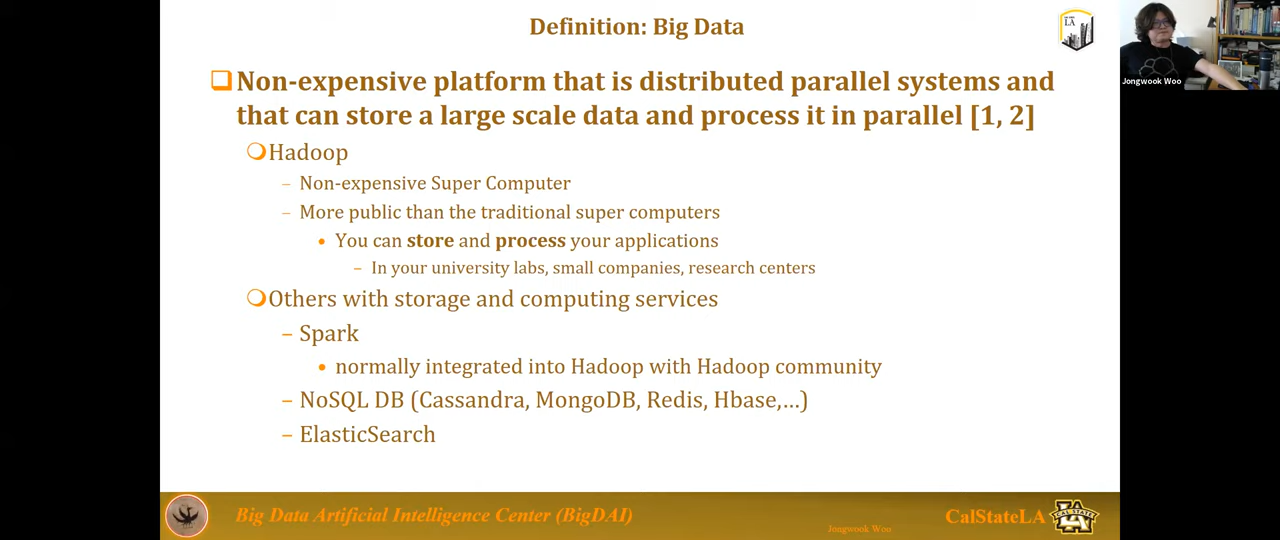 Definition: Big Data
Non-expensive platform that is distributed parallel systems and
that can store a large scale data and process it in parallel [1, 2]
Hadoop
– Non-expensive Super Computer
– More public than the traditional super computers
• You can store and process your applications
– In your university labs, small companies, research centers
Others with storage and computing services
– Spark
• normally integrated into Hadoop with Hadoop community
– NoSQL DB (Cassandra, MongoDB, Redis, Hbase,...)
– ElasticSearch
Big Data Artificial Intelligence Center (BigDAI)
Jongwook Woo
CalStateLA
CAL STATE
LA
LA
Jongwook Woo